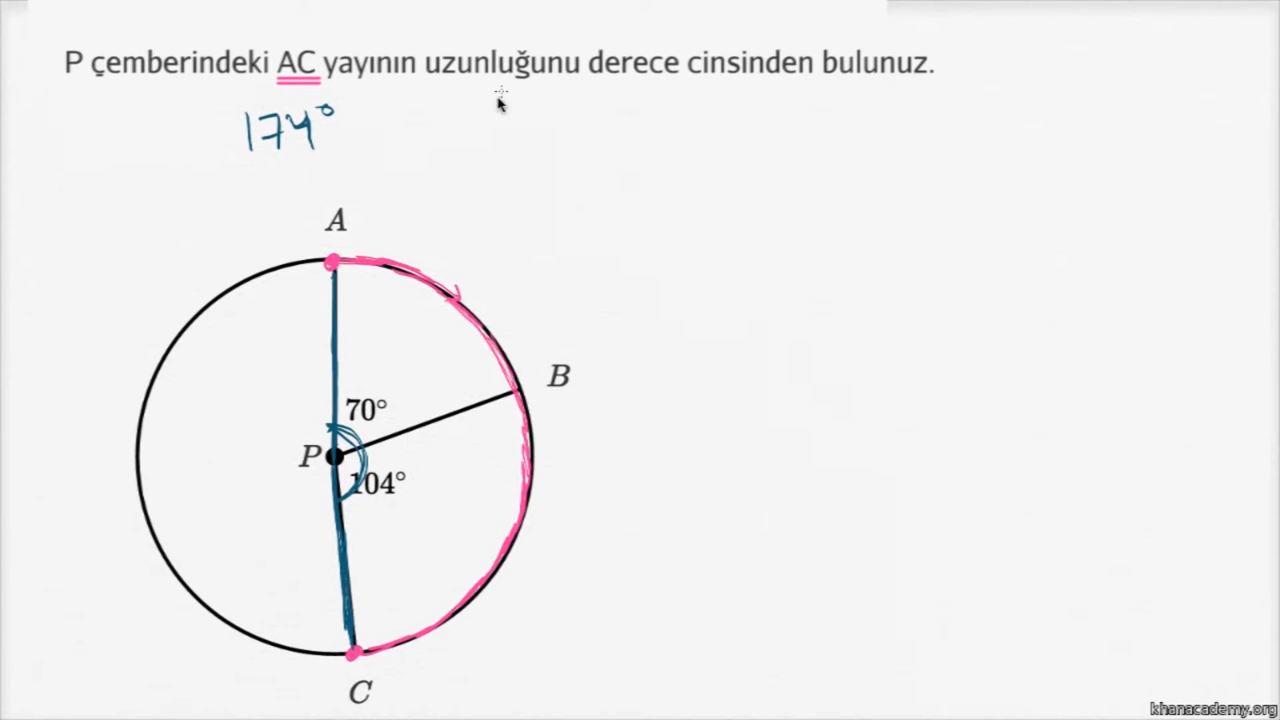 P çemberindeki AC yayının uzunluğunu derece cinsinden bulunuz.
174°
A
B
70°
P
104°
C
khanacademy.org